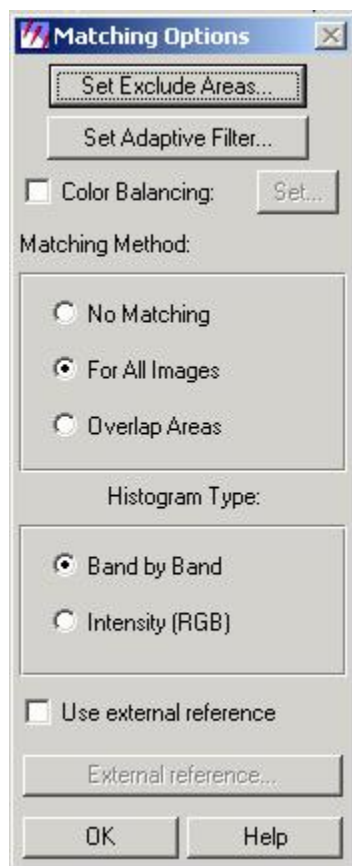 Matching Options
Set Exclude Areas...
Set Adaptive Filter...
Color Balancing: Set...
Matching Method:
No Matching
For All Images
Overlap Areas
Histogram Type:
Band by Band
Intensity (RGB)
Use external reference
External reference...
OK Help